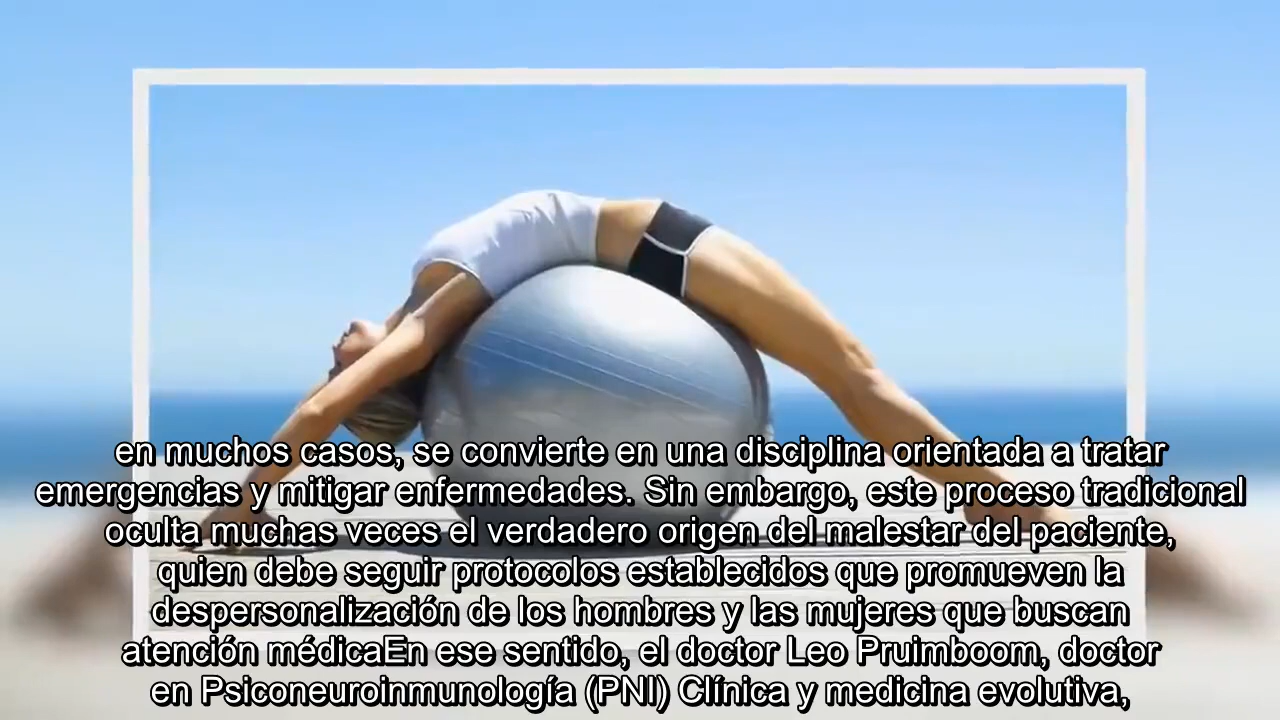 en muchos casos, se convierte en una disciplina orientada a tratar
emergencias y mitigar enfermedades. Sin embargo, este proceso tradicional
oculta muchas veces el verdadero origen del malestar del paciente,
quien debe seguir protocolos establecidos que promueven la
despersonalización de los hombres y las mujeres que buscan
atención médicaEn ese sentido, el doctor Leo Pruimboom, doctor
en Psiconeuroinmunología (PNI) Clínica y medicina evolutiva,